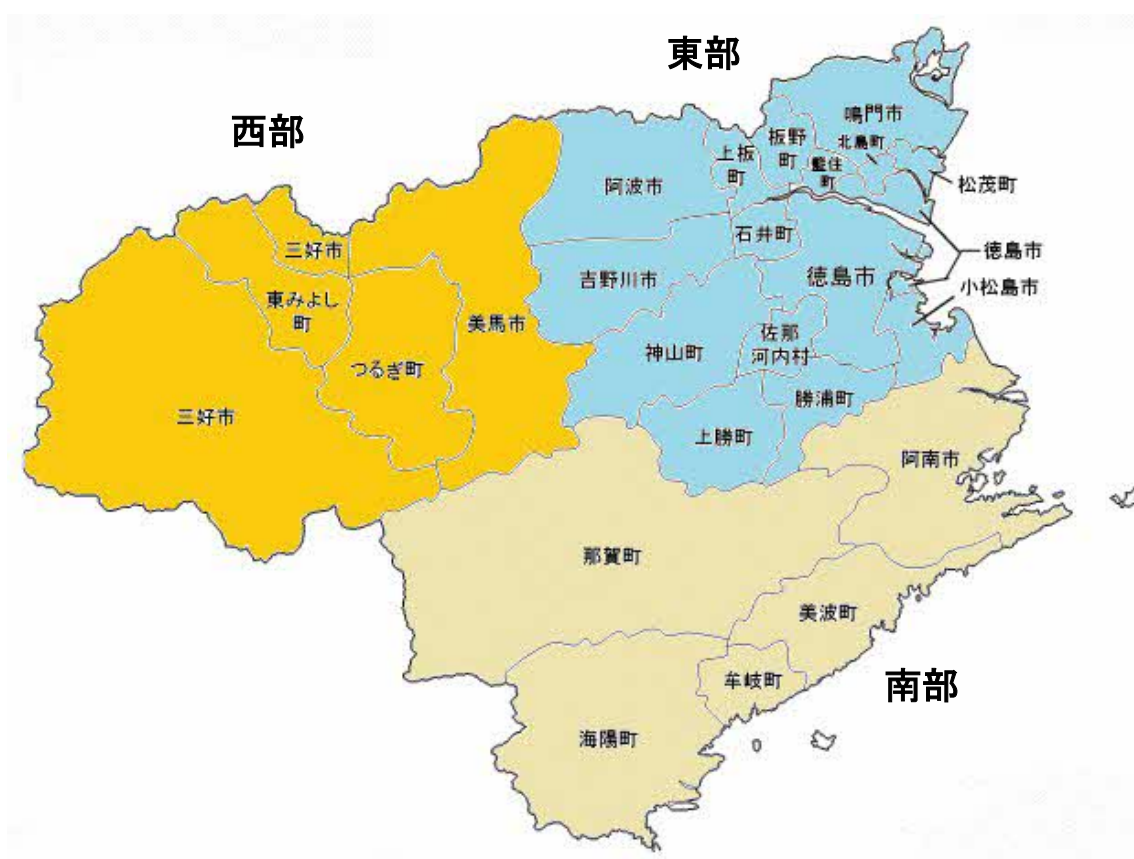 東部
西部
鳴門市
北島町
板野
町
上板
町
藍住
町
松茂町
阿波市
石井町
徳島市
三好市
吉野川市
徳島市
小松島市
東みよし
町
美馬市
佐那
河内村
神山町
つるぎ町
勝浦町
三好市
上勝町
阿南市
那賀町
美波町
牟岐町
南部
海陽町